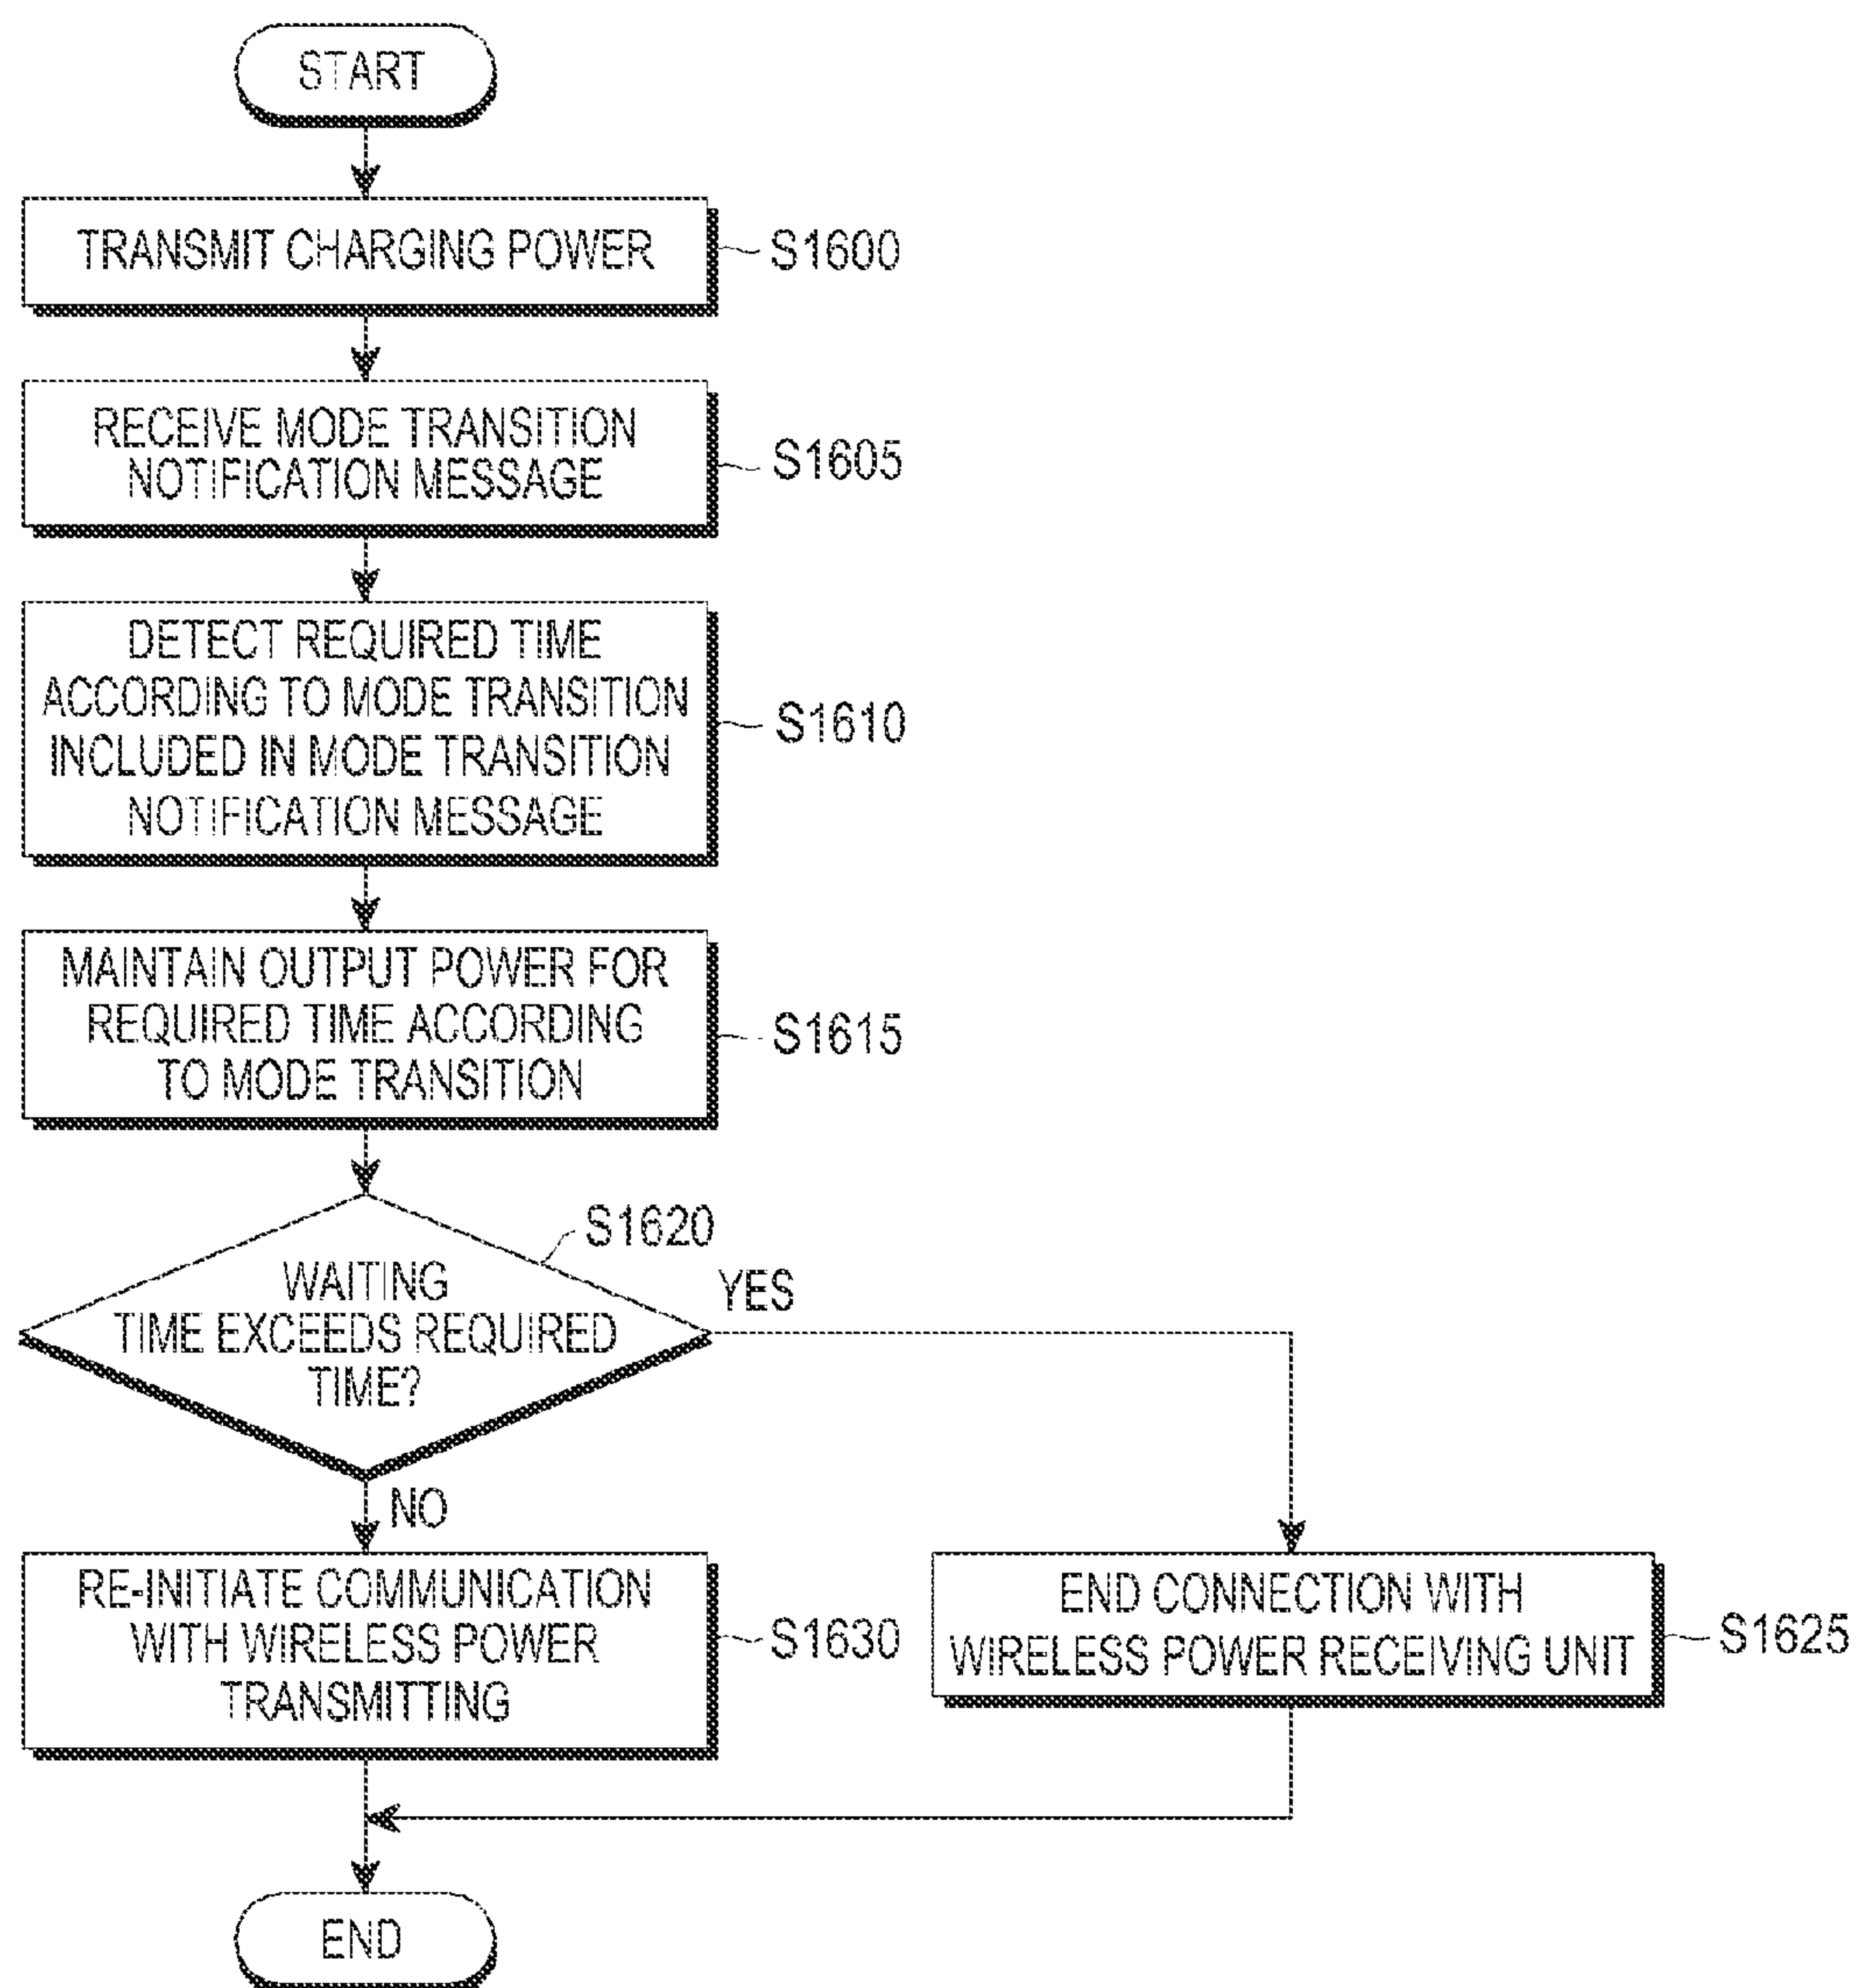 START
TRANSMIT CHARGING POWER
S1600
RECEIVE MODE TRANSITION
NOTIFICATION MESSAGE
S1605
DETECT REQUIRED TIME
ACCORDING TO MODE TRANSITION
INCLUDED IN MODE TRANSITION
NOTIFICATION MESSAGE
S1610
MAINTAIN OUTPUT POWER FOR
REQUIRED TIME ACCORDING
TO MODE TRANSITION
S1615
S1620
WAITING
TIME EXCEEDS REQUIRED
TIME?
YES
NO
RE-INITIATE COMMUNICATION
WITH WIRELESS POWER
TRANSMITTING
S1630
END CONNECTION WITH
WIRELESS POWER RECEIVING UNIT
S1625
END